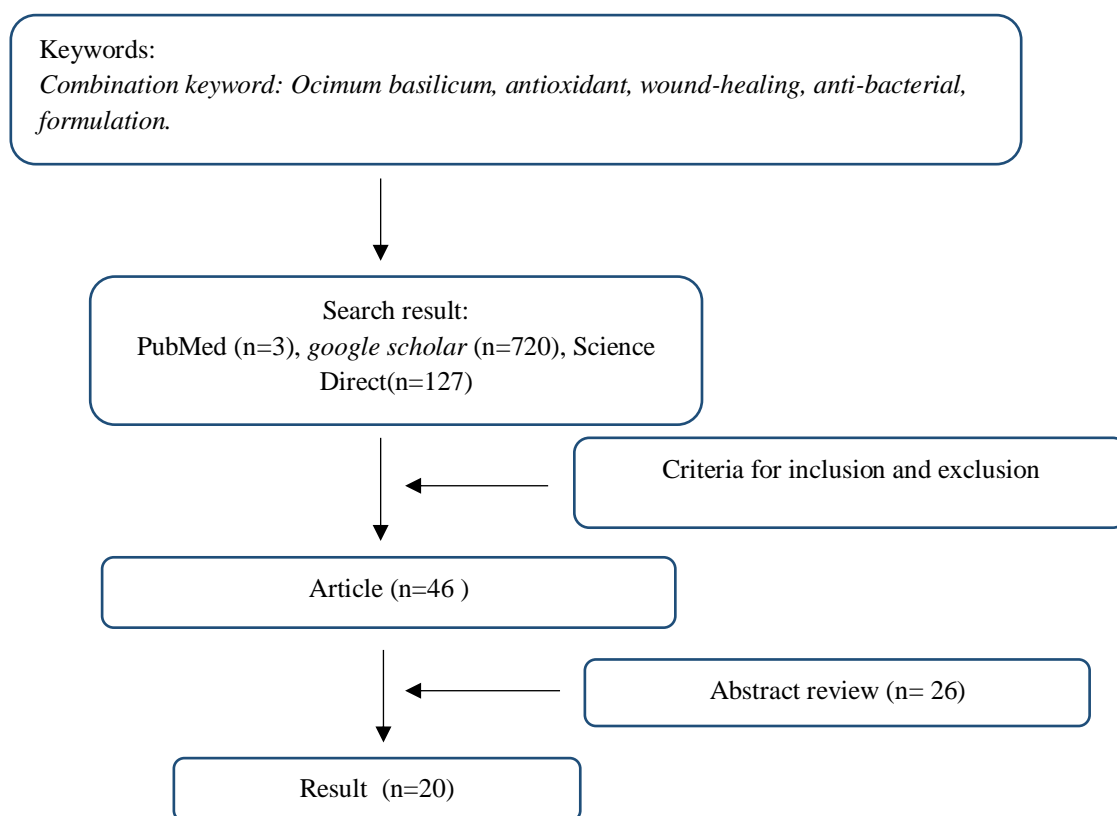 Keywords:
Combination keyword: Ocimum basilicum, antioxidant, wound-healing, anti-bacterial,
formulation.
Search result:
PubMed (n=3), google scholar (n=720), Science
Direct(n=127)
Criteria for inclusion and exclusion
Article (n=46 )
Abstract review (n= 26)
Result  (n=20)